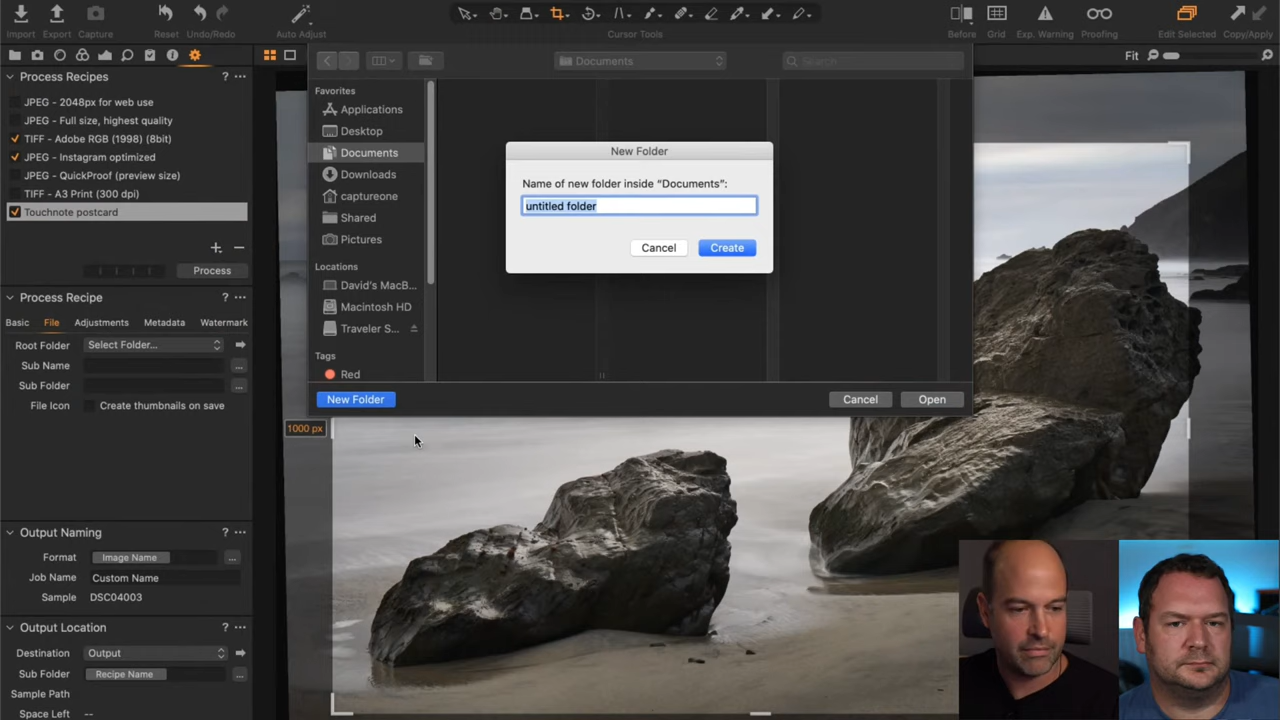 Import
Export
Capture
Reset
Undo/Redo
Auto Adjust
Cursor Tools
Before
Grid
Exp. Warning
Proofing
Edit Selected
Copy/Apply
Process Recipes
?
JPEG - 2048px for web use
JPEG - Full size, highest quality
TIFF - Adobe RGB (1998) (8bit)
JPEG - Instagram optimized
JPEG - QuickProof (preview size)
TIFF - A3 Print (300 dpi)
Touchnote postcard
Process
Process Recipe
?
Basic
File
Adjustments
Metadata
Watermark
Root Folder
Select Folder...
Sub Name
...
Sub Folder
...
File Icon
Create thumbnails on save
Output Naming
?
Format
Image Name
...
Job Name
Custom Name
Sample
DSC04003
Output Location
?
Destination
Output
Sub Folder
Recipe Name
...
Sample Path
Space Left
--
Documents
Search
Fit
Favorites
Applications
Desktop
Documents
Downloads
captureone
Shared
Pictures
Locations
David's MacB...
Macintosh HD
Traveler S...
Tags
Red
New Folder
Name of new folder inside “Documents”:
untitled folder
Cancel
Create
New Folder
Cancel
Open
1000 px